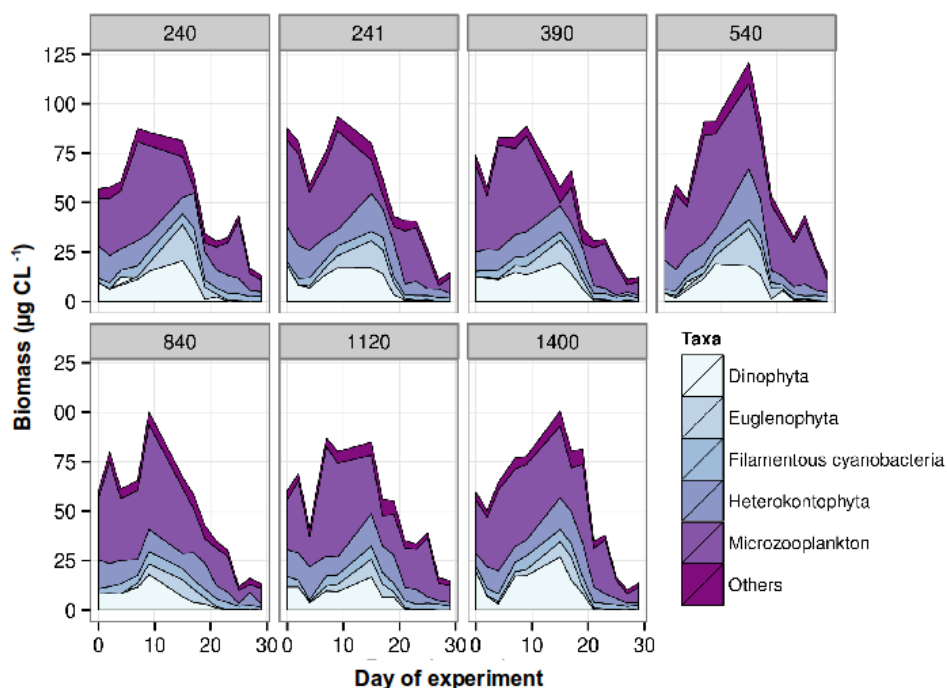 240 241 390 540
125
100
75
50
25
0
840 1120 1400
25
00
75
50
25
0
0 10 20 30 0 10 20 30 0 10 20 30
Biomass (µg CL -1)
Day of experiment
Taxa
Dinophyta
Euglenophyta
Filamentous cyanobacteria
Heterokontophyta
Microzooplankton
Others